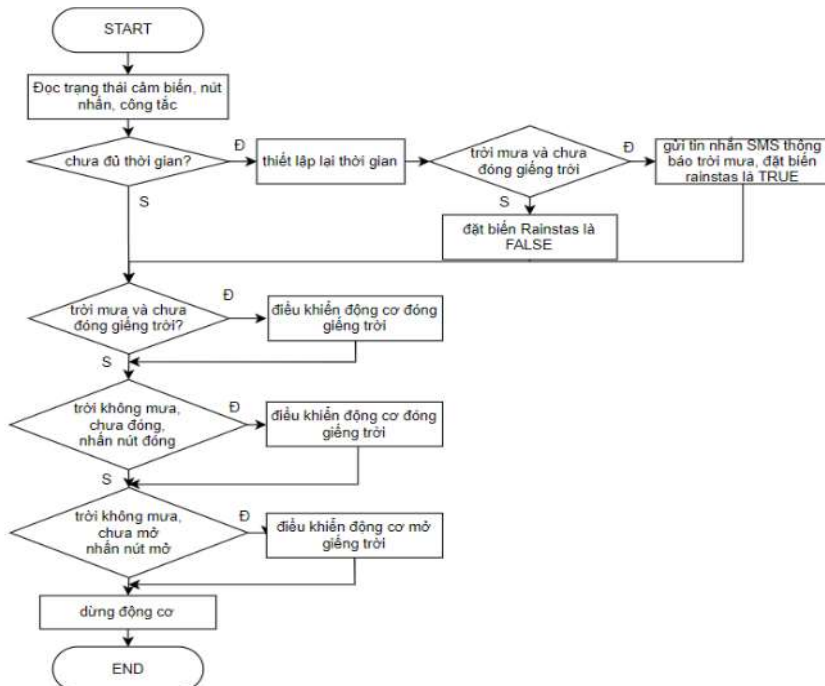 START
Đọc trạng thái cảm biến, nút
nhấn, công tắc
chưa đủ thời gian?
Đ
thiết lập lại thời gian
trời mưa và chưa
đóng giếng trời
Đ
gửi tin nhắn SMS thông
báo trời mưa, đặt biến
rainstas là TRUE
S
S
đặt biến Rainstas là
FALSE
trời mưa và chưa
đóng giếng trời?
Đ
điều khiển động cơ đóng
giếng trời
S
trời không mưa,
chưa đóng,
nhấn nút đóng
Đ
điều khiển động cơ đóng
giếng trời
S
trời không mưa,
chưa mở
nhấn nút mở
Đ
điều khiển động cơ mở
giếng trời
dừng động cơ
END